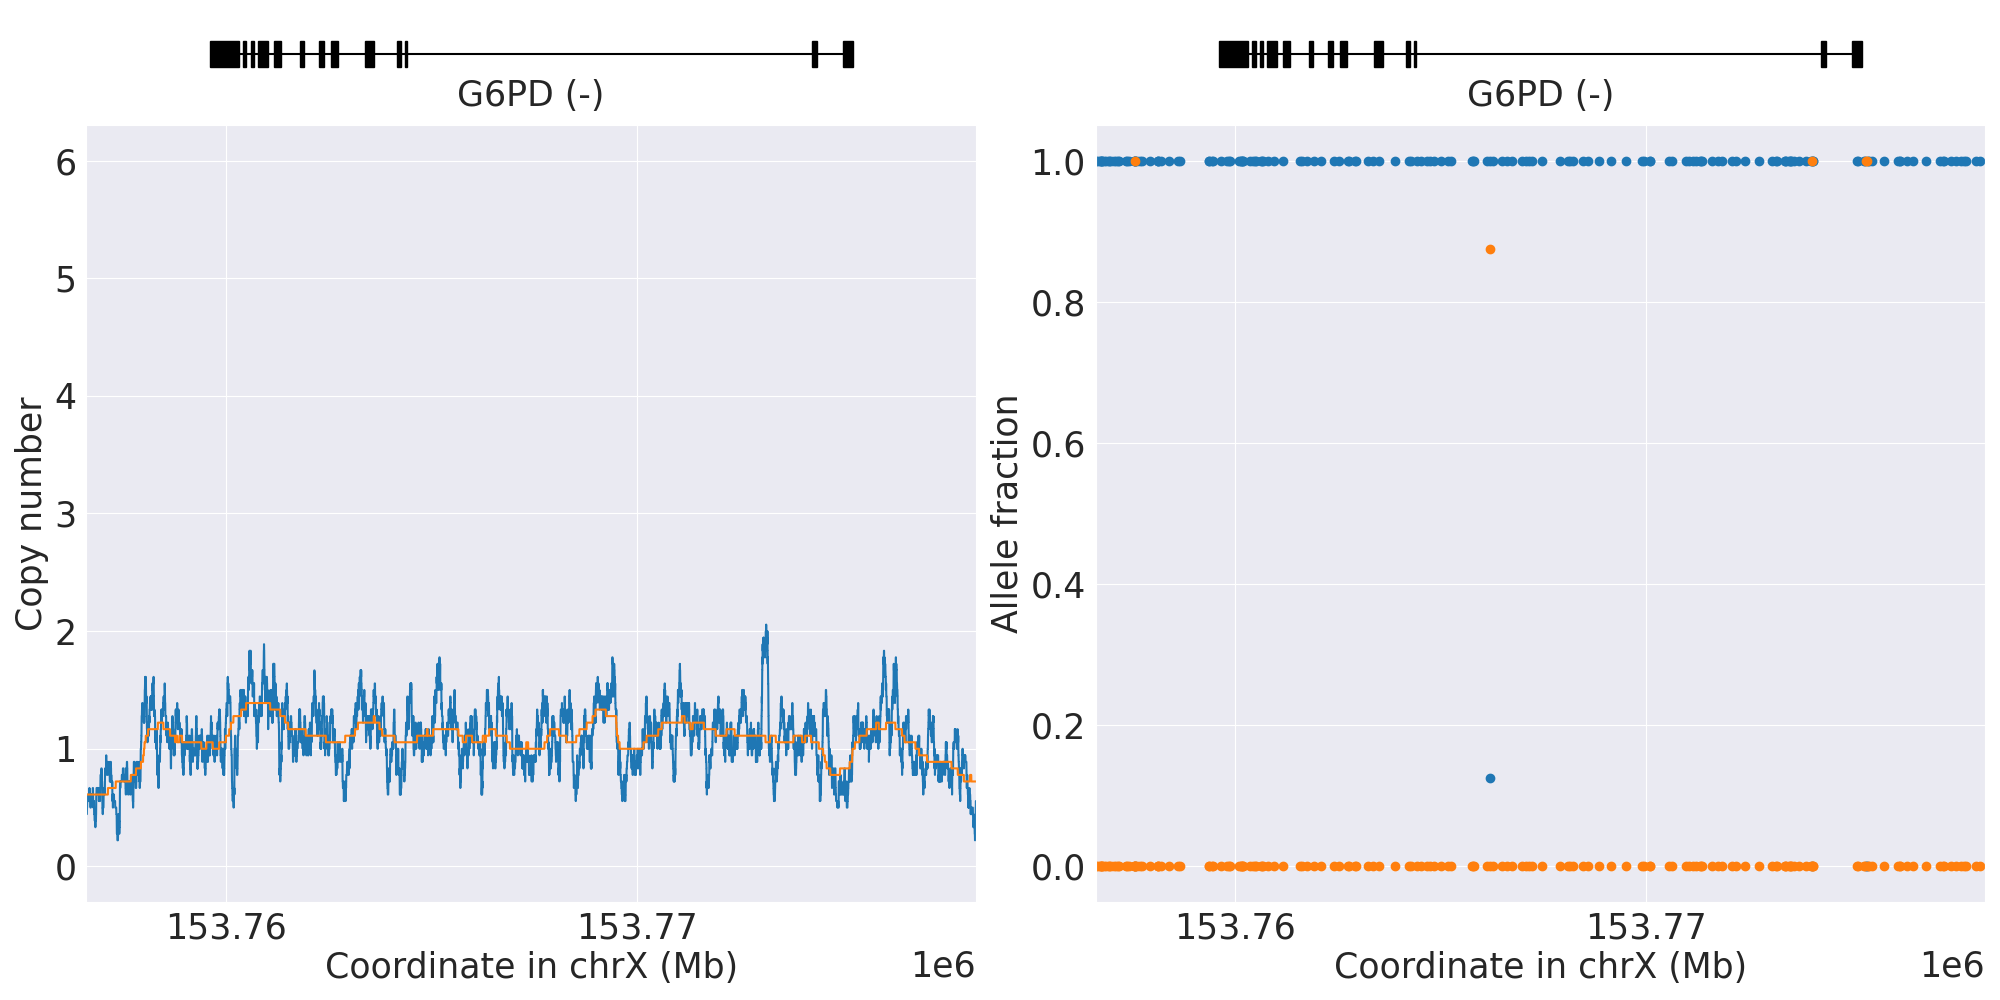 G6PD (-)
6
5
4
3
2
1
0
Copy number
153.76
153.77
Coordinate in chrX (Mb)
1e6
G6PD (-)
1.0
0.8
0.6
0.4
0.2
0.0
Allele fraction
153.76
153.77
Coordinate in chrX (Mb)
1e6